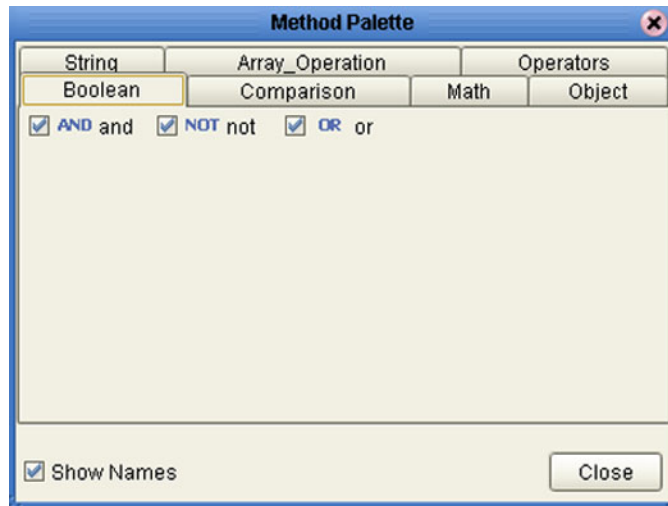 Method Palette
String Array_Operation Operators
Boolean Comparison Math Object
AND and NOT not OR or
Show Names Close